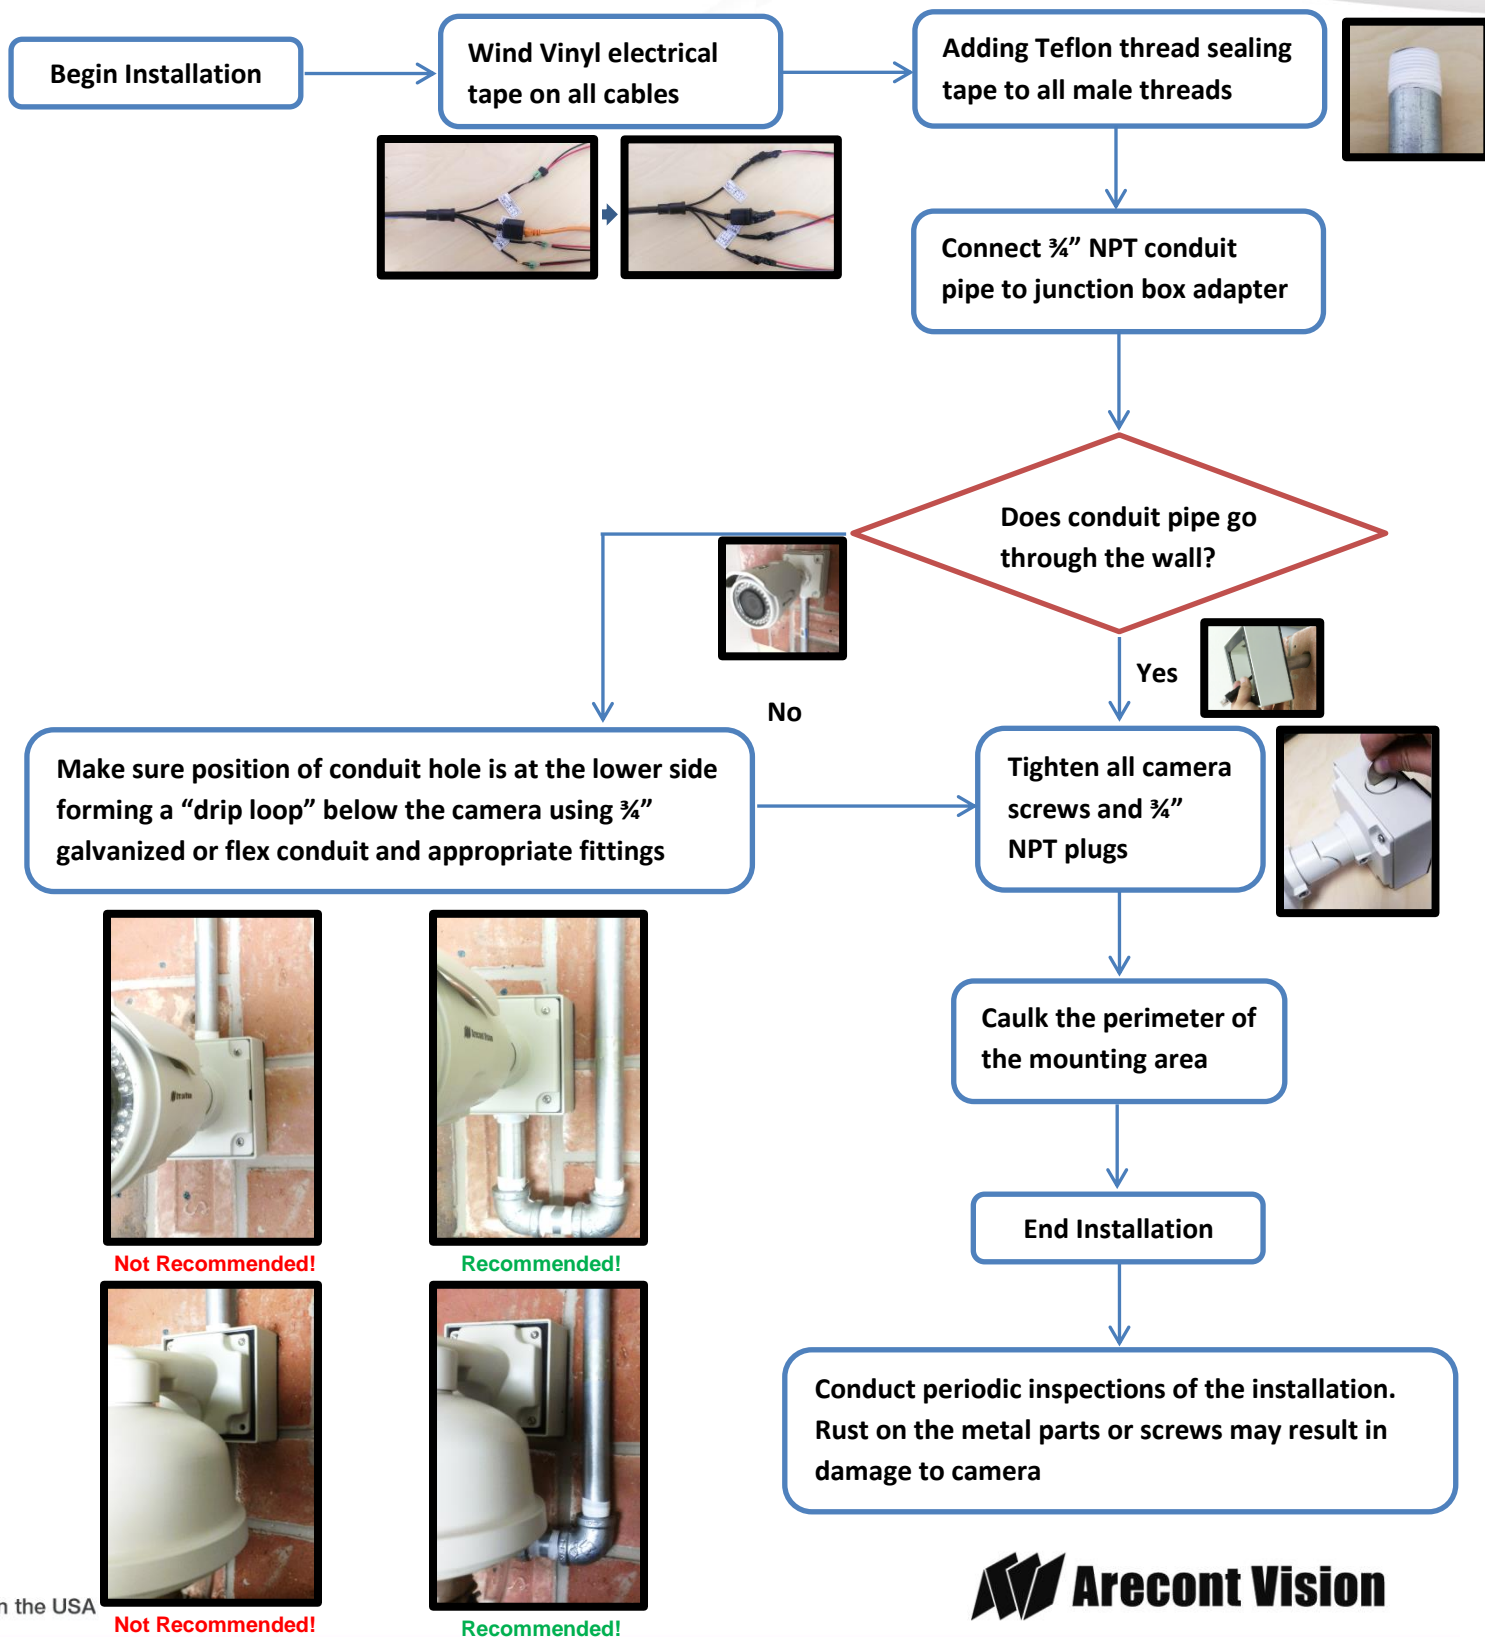 Begin Installation
Wind Vinyl electrical
tape on all cables
Adding Teflon thread sealing
tape to all male threads
Connect ¾” NPT conduit
pipe to junction box adapter
Does conduit pipe go
through the wall?
Yes
No
Make sure position of conduit hole is at the lower side
forming a “drip loop” below the camera using ¾”
galvanized or flex conduit and appropriate fittings
Tighten all camera
screws and ¾”
NPT plugs
Caulk the perimeter of
the mounting area
End Installation
Conduct periodic inspections of the installation.
Rust on the metal parts or screws may result in
damage to camera
Arecont Vision
Not Recommended!
Recommended!
Not Recommended!
Recommended!
the USA
Arecont Vision